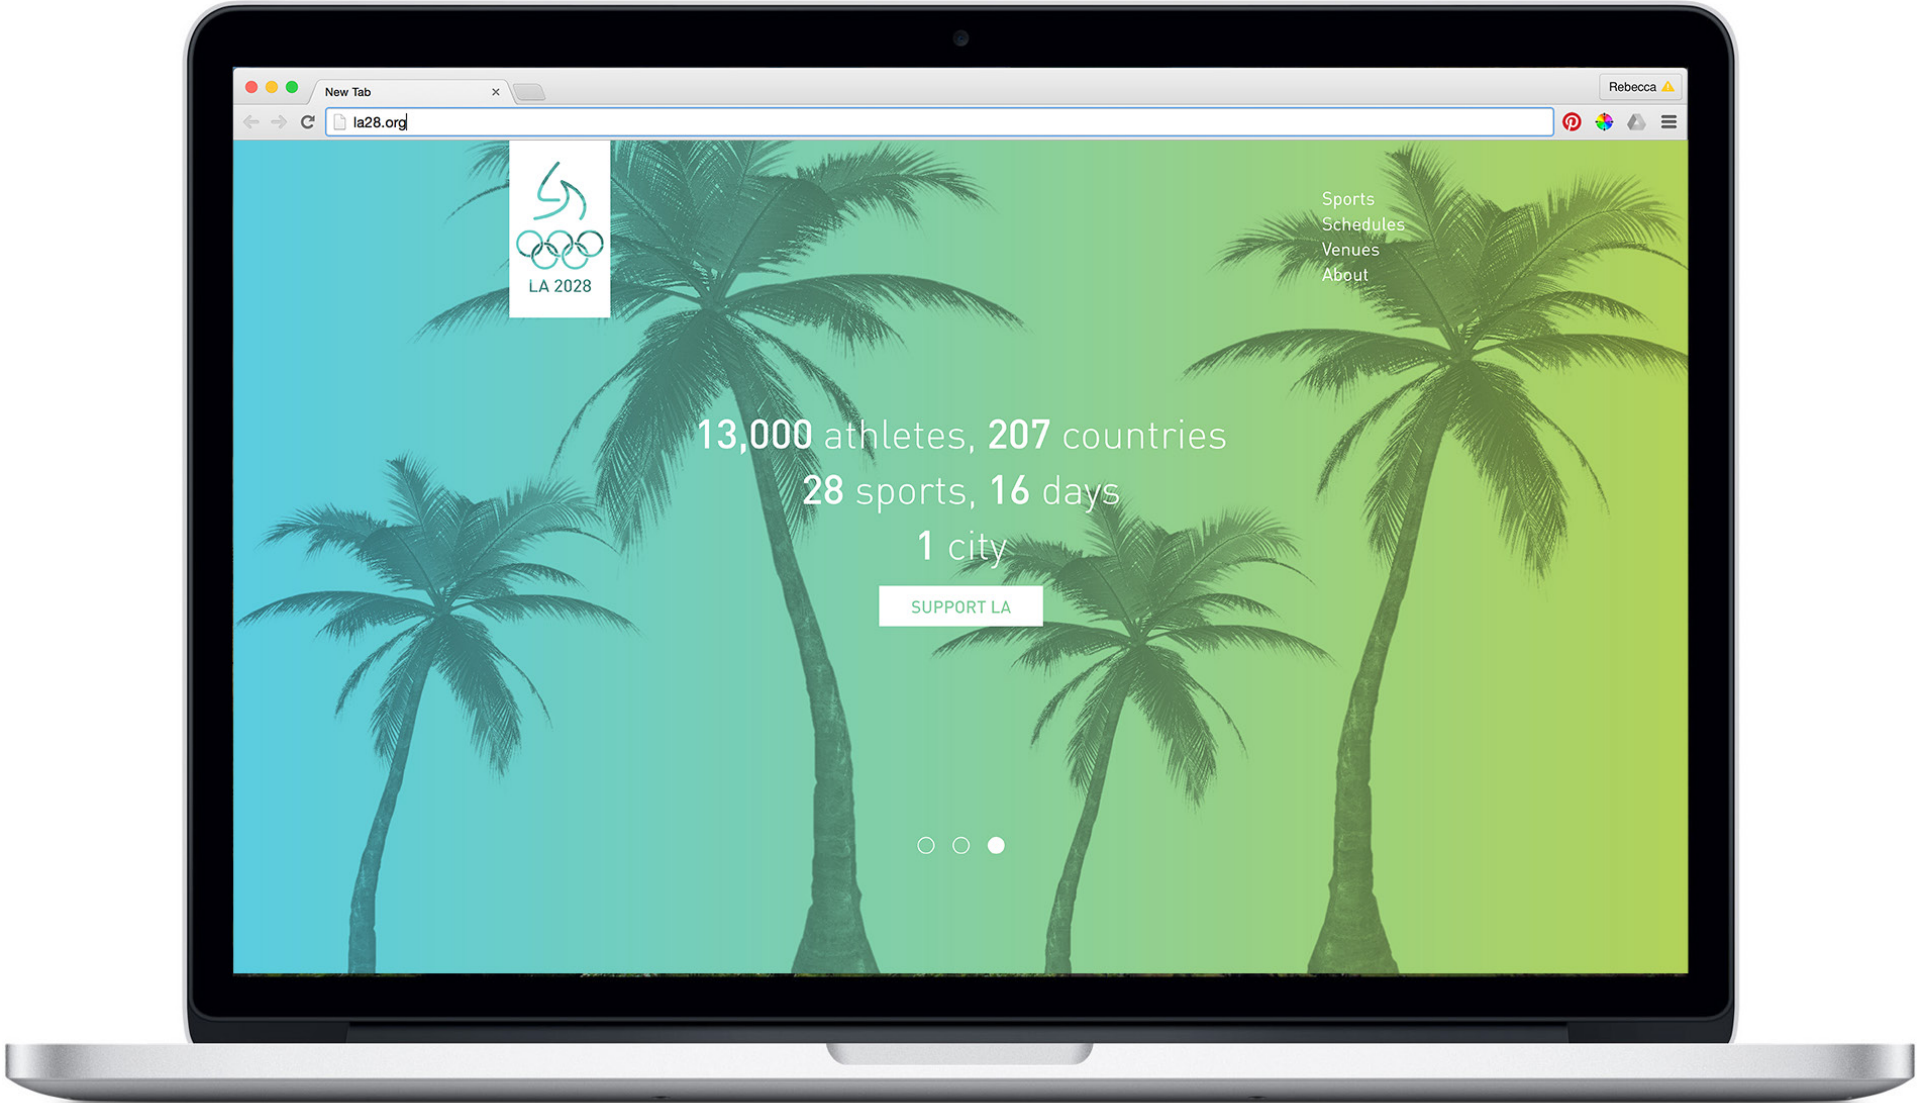 New Tab
Rebecca
la28.org
LA 2028
Sports
Schedules
Venues
About
13,000 athletes, 207 countries
28 sports, 16 days
1 city
SUPPORT LA